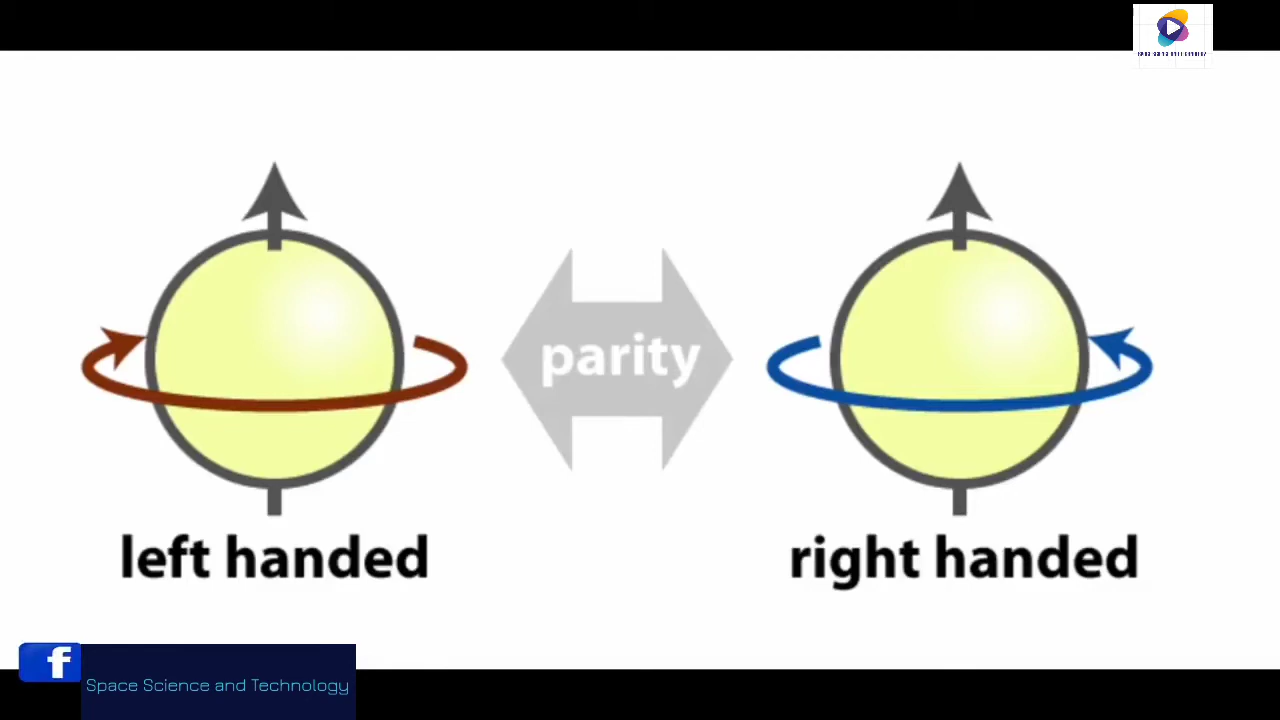 parity
left handed
right handed
f
Space Science and Technology